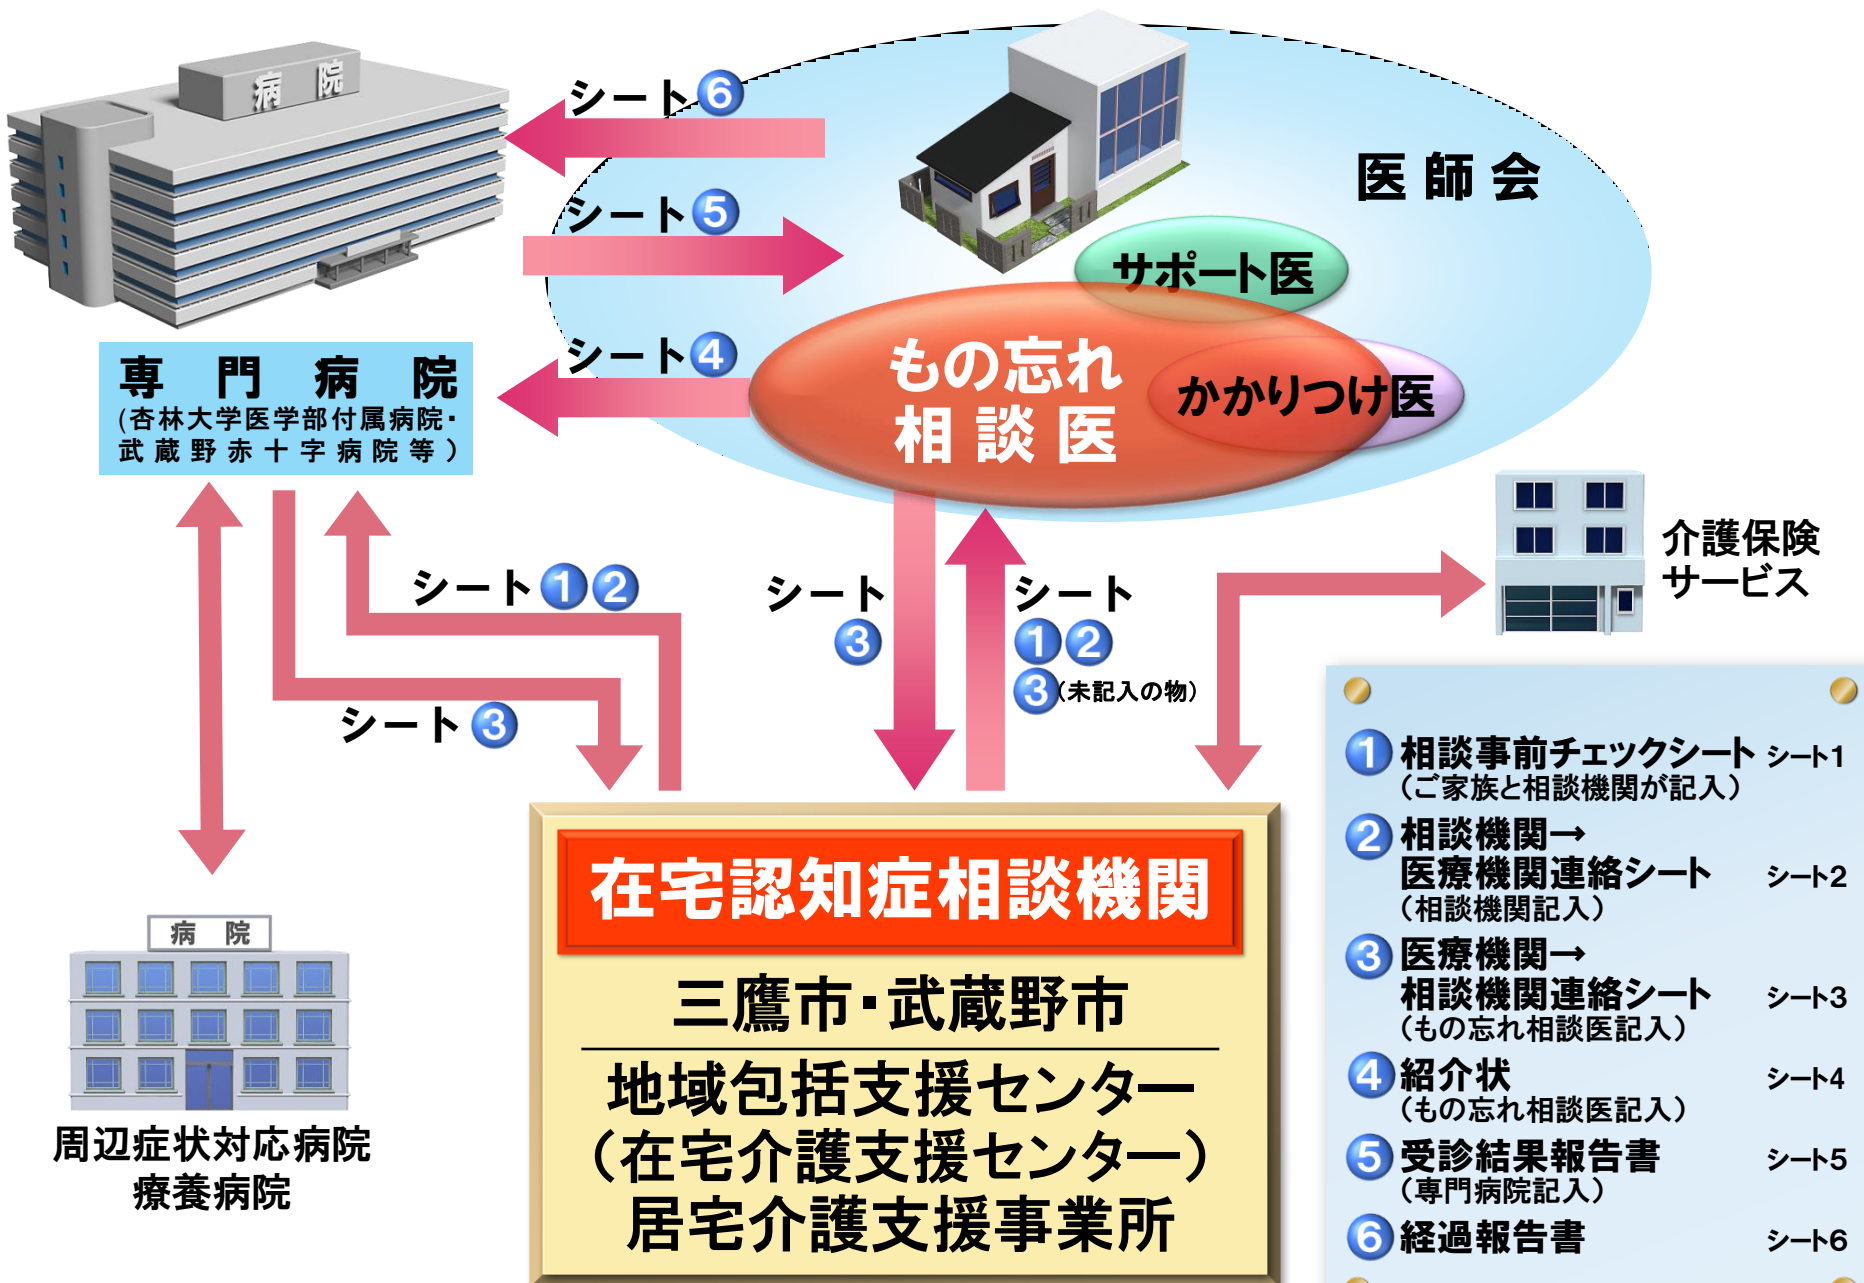 病院
シート6
シート5
シート4
医師会
サポート医
もの忘れ
相談医
かかりつけ医
専門病院
(杏林大学医学部付属病院・
武蔵野赤十字病院等)
シート1 2
シート3
シート
3
シート
1 2
3(未記入の物)
介護保険
サービス
病院
周辺症状対応病院
療養病院
在宅認知症相談機関
三鷹市・武蔵野市
地域包括支援センター
(在宅介護支援センター)
居宅介護支援事業所
1 相談事前チェックシート シート1
(ご家族と相談機関が記入)
2 相談機関→
医療機関連絡シート シート2
(相談機関記入)
3 医療機関→
相談機関連絡シート シート3
(もの忘れ相談医記入)
4 紹介状 シート4
(もの忘れ相談医記入)
5 受診結果報告書 シート5
(専門病院記入)
6 経過報告書 シート6